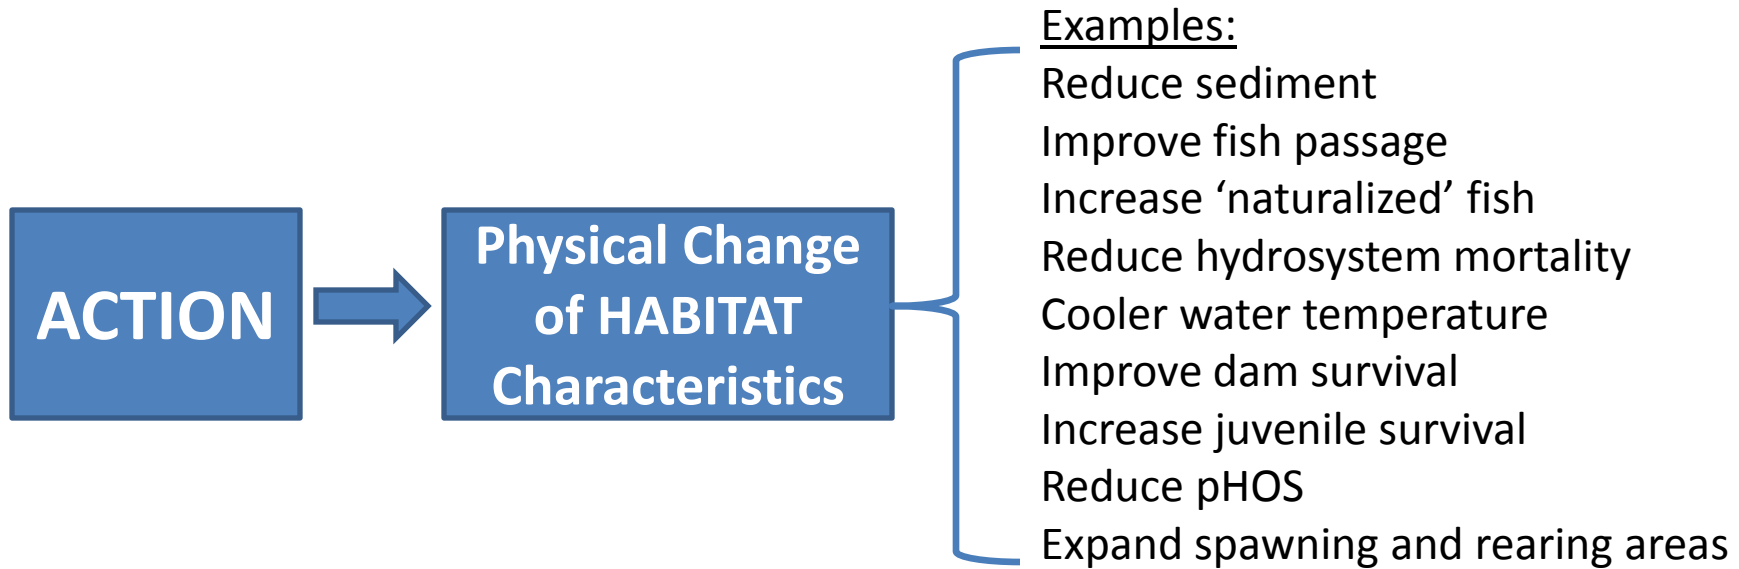 ACTION
Physical Change
of HABITAT
Characteristics
Examples:
Reduce sediment
Improve fish passage
Increase ‘naturalized’ fish
Reduce hydrosystem mortality
Cooler water temperature
Improve dam survival
Increase juvenile survival
Reduce pHOS
Expand spawning and rearing areas